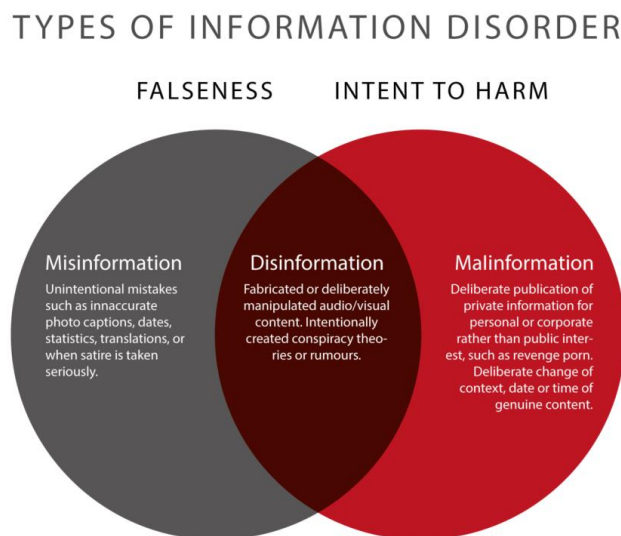 TYPES OF INFORMATION DISORDER
FALSENESS
INTENT TO HARM
Misinformation
Unintentional mistakes
such as innaccurate
photo captions, dates,
statistics, translations, or
when satire is taken
seriously.
Disinformation
Fabricated or deliberately
manipulated audio/visual
content. Intentionally
created conspiracy theo-
ries or rumours.
Malinformation
Deliberate publication of
private information for
personal or corporate
rather than public inter-
est, such as revenge porn.
Deliberate change of
context, date or time of
genuine content.